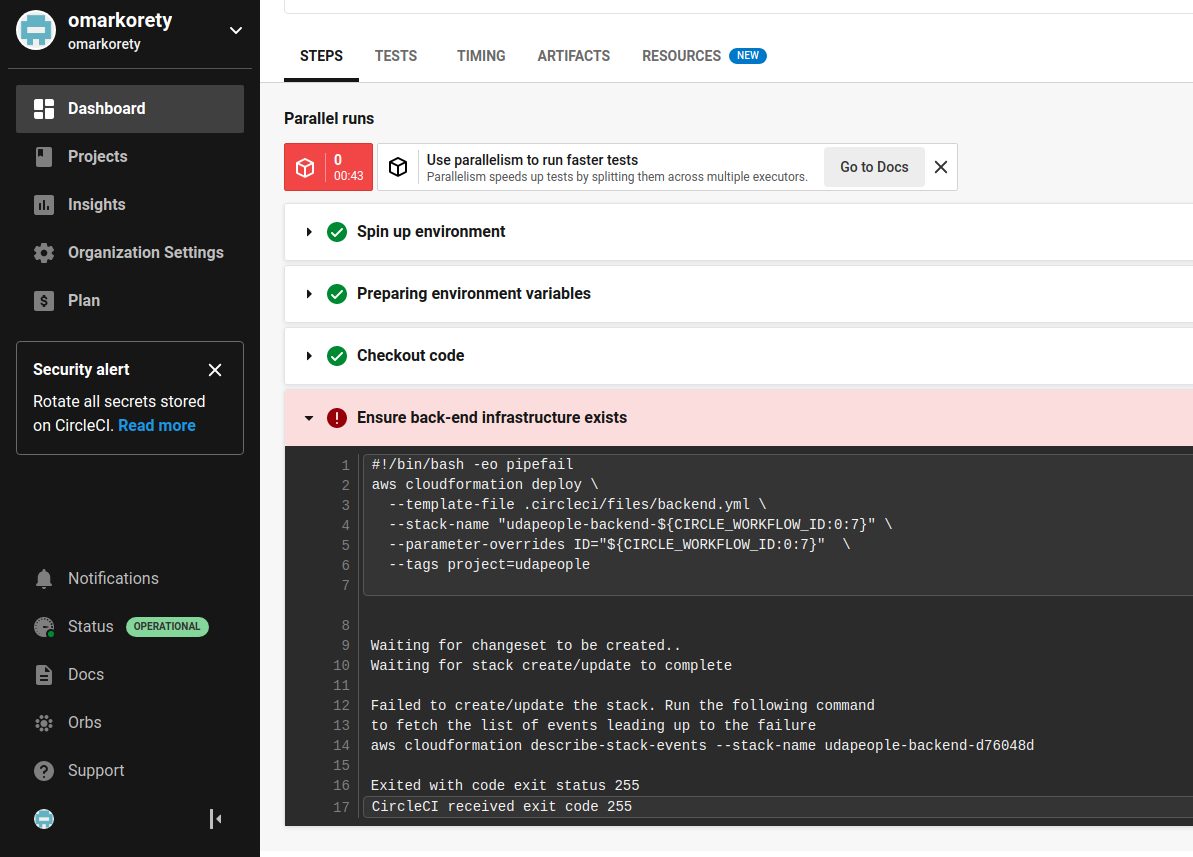 omarkorety
omarkorety
Dashboard
Projects
Insights
Organization Settings
Plan
Security alert
Rotate all secrets stored
on CircleCI. Read more
Notifications
Status OPERATIONAL
Docs
Orbs
Support
STEPS TESTS TIMING ARTIFACTS RESOURCES NEW
Parallel runs
0
00:43
Use parallelism to run faster tests
Parallelism speeds up tests by splitting them across multiple executors.
Go to Docs
Spin up environment
Preparing environment variables
Checkout code
Ensure back-end infrastructure exists
1 #!/bin/bash -eo pipefail
2 aws cloudformation deploy \
3   --template-file .circleci/files/backend.yml \
4   --stack-name "udapeople-backend-${CIRCLE_WORKFLOW_ID:0:7}" \
5   --parameter-overrides ID="${CIRCLE_WORKFLOW_ID:0:7}"  \
6   --tags project=udapeople
7
8
9 Waiting for changeset to be created..
10 Waiting for stack create/update to complete
11
12 Failed to create/update the stack. Run the following command
13 to fetch the list of events leading up to the failure
14 aws cloudformation describe-stack-events --stack-name udapeople-backend-d76048d
15
16 Exited with code exit status 255
17 CircleCI received exit code 255